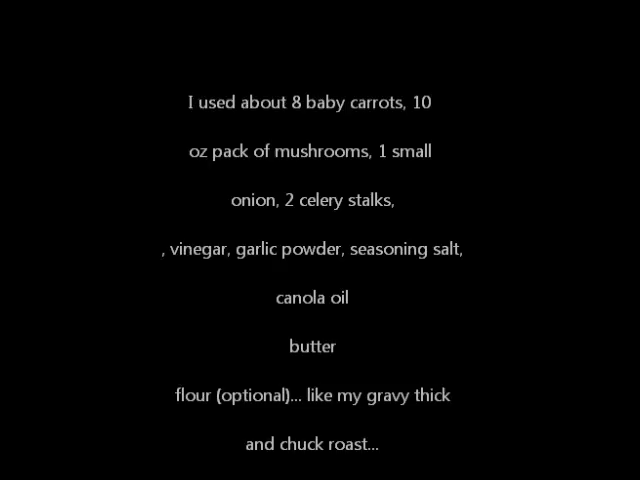 I used about 8 baby carrots, 10
oz pack of mushrooms, 1 small
onion, 2 celery stalks,
, vinegar, garlic powder, seasoning salt,
canola oil
butter
flour (optional)... like my gravy thick
and chuck roast...